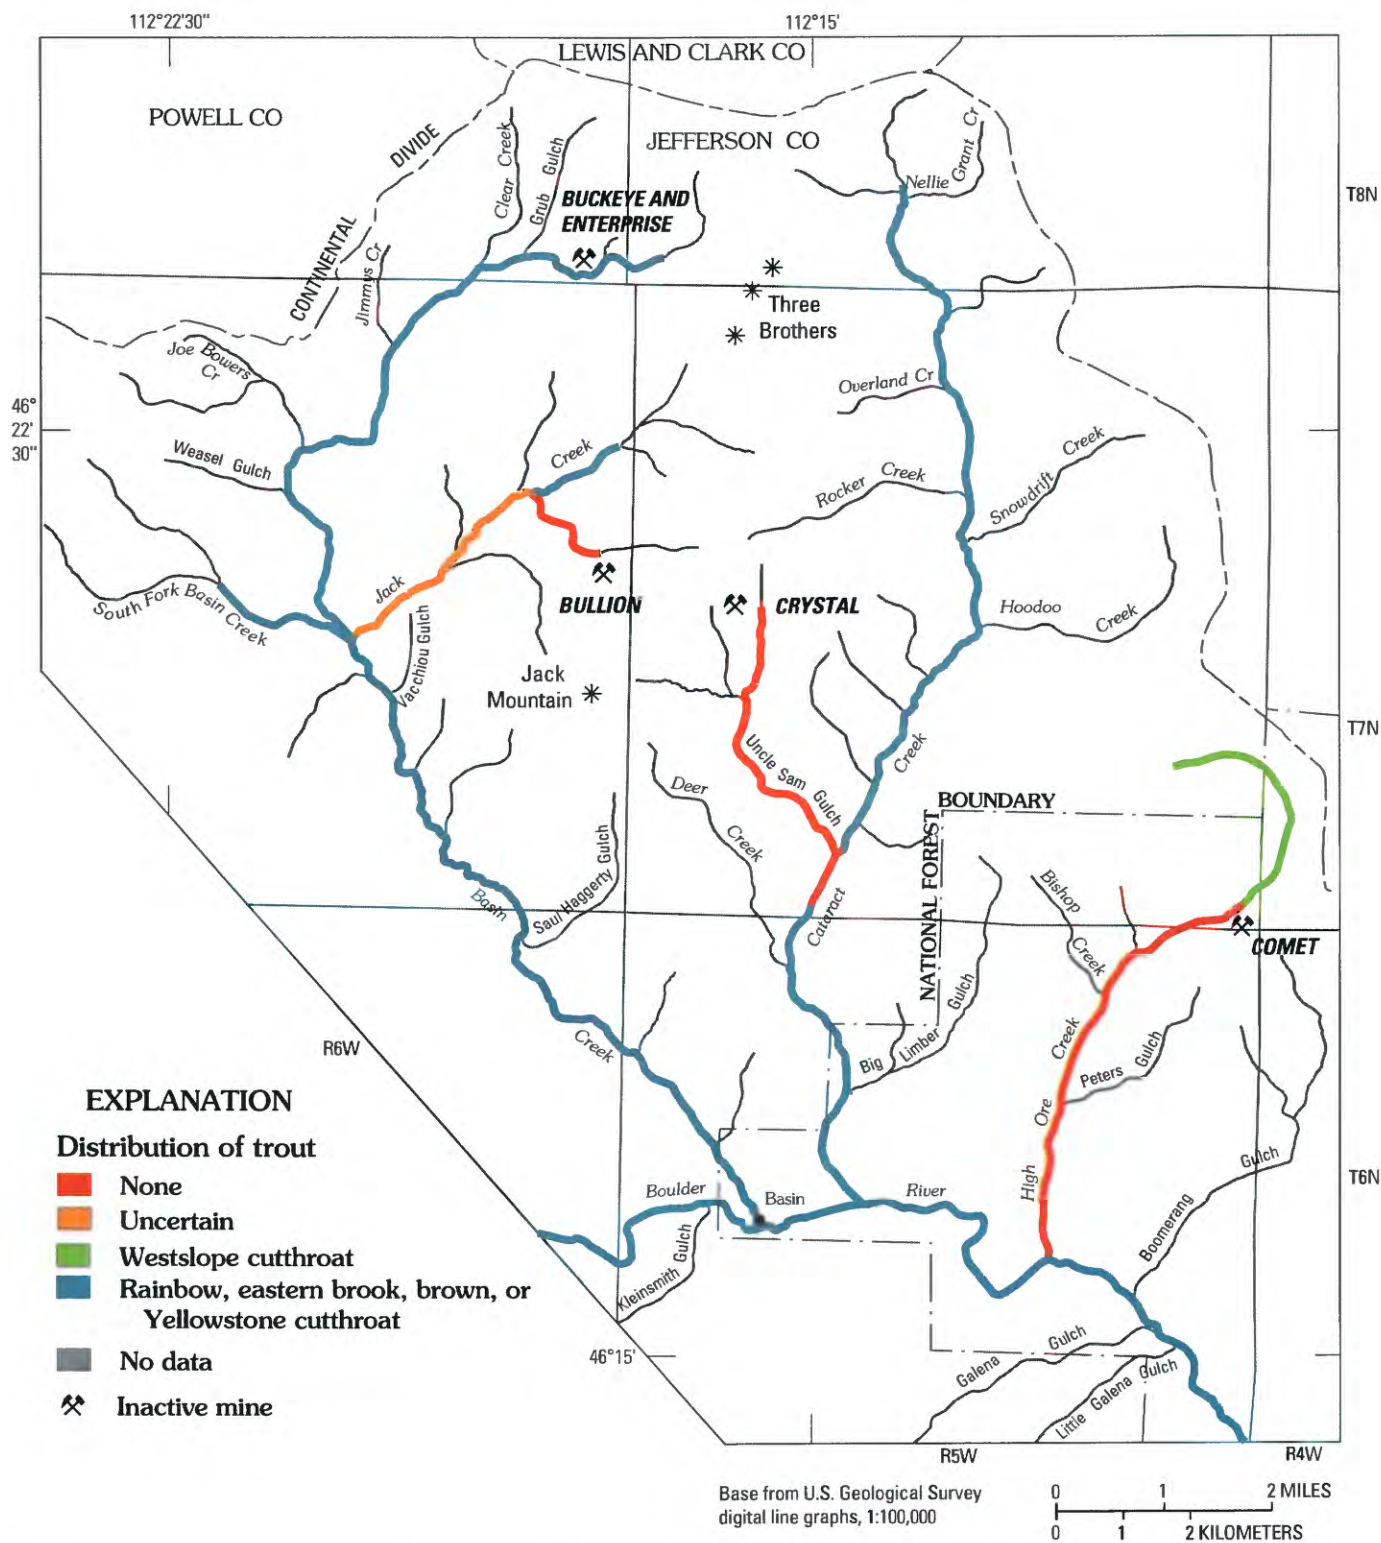 112°22'30"
112°15'
LEWIS AND CLARK CO
POWELL CO
JEFFERSON CO
CONTINENTAL DIVIDE
Clear Creek
Grub Gulch
Nellie Grant Cr
T8N
BUCKEYE AND
ENTERPRISE
Jimmys Cr
Three
Brothers
Joe Bowers
Cr
Overland Cr
46°
22'
30"
Weasel Gulch
Creek
Rocker Creek
Snowdrift Creek
South Fork Basin Creek
Jack
BULLION
CRYSTAL
Hoodoo
Creek
Vacchiou Gulch
Jack
Mountain
T7N
Uncle Sam Gulch
Creek
Deer
Creek
BOUNDARY
NATIONAL FOREST
Basin
Saul Haggerty Gulch
Cataract
Bishop
Creek
COMET
Creek
R6W
Big Limber Gulch
Creek
Peters Gulch
Ore
High
Boomerang Gulch
T6N
Boulder
Basin
River
Kleinsmith Gulch
46°15'
Galena Gulch
Little Galena Gulch
R5W
R4W
EXPLANATION
Distribution of trout
None
Uncertain
Westslope cutthroat
Rainbow, eastern brook, brown, or
Yellowstone cutthroat
No data
Inactive mine
Base from U.S. Geological Survey
digital line graphs, 1:100,000
0 1 2 MILES
0 1 2 KILOMETERS